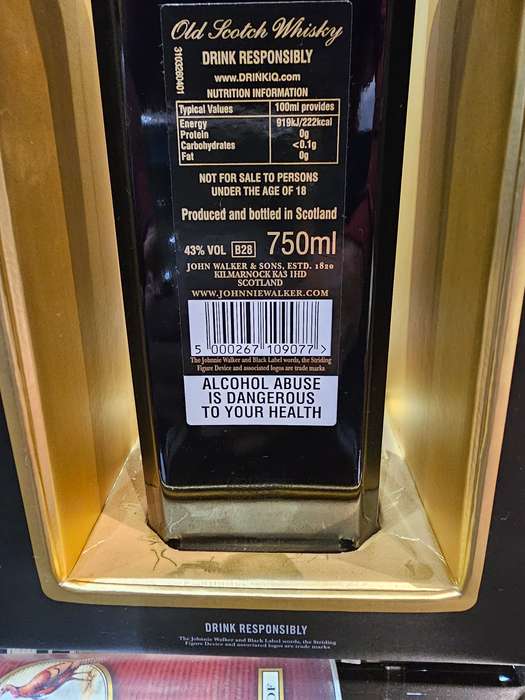 Old Scotch Whisky
3103280401
DRINK RESPONSIBLY
www.DRINKiQ.com
NUTRITION INFORMATION
Typical Values 100ml provides
Energy 919kJ/222kcal
Protein 0g
Carbohydrates <0.1g
Fat 0g
NOT FOR SALE TO PERSONS
UNDER THE AGE OF 18
Produced and bottled in Scotland
43% VOL B28 750ml
JOHN WALKER & SONS, ESTD. 1820
KILMARNOCK KA3 1HD
SCOTLAND
WWW.JOHNNIEWALKER.COM
5 000267 109077 >
The Johnnie Walker and Black Label words, the Striding
Figure Device and associated logos are trade marks
ALCOHOL ABUSE
IS DANGEROUS
TO YOUR HEALTH
DRINK RESPONSIBLY
The Johnnie Walker and Black Label words, the Striding
Figure Device and associated logos are trade marks